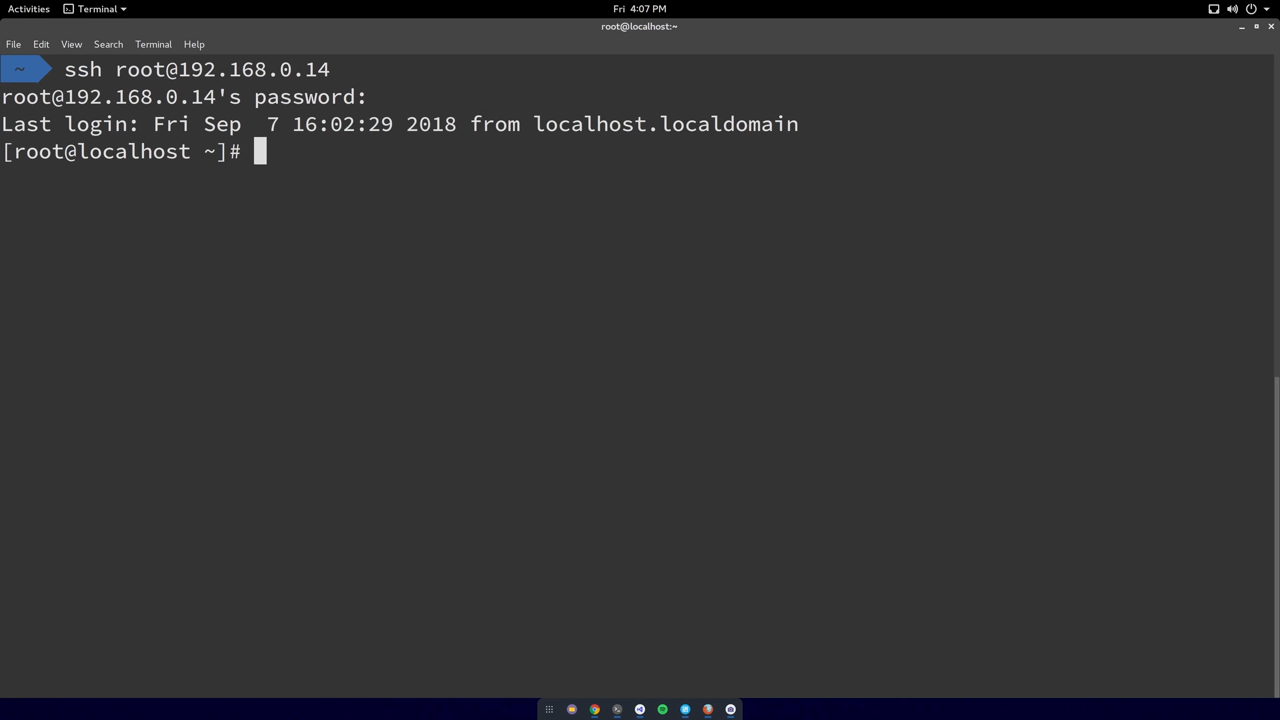 Activities Terminal Fri 4:07 PM
root@localhost:~
File Edit View Search Terminal Help
~ ssh root@192.168.0.14
root@192.168.0.14's password:
Last login: Fri Sep  7 16:02:29 2018 from localhost.localdomain
[root@localhost ~]#